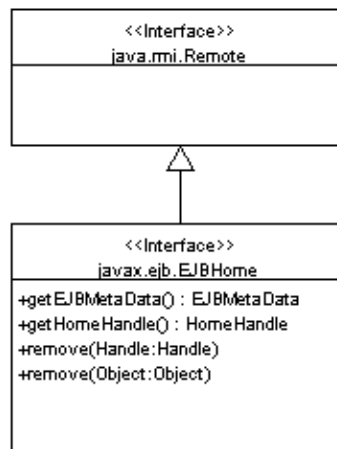 <<Interface>>
java.rmi.Remote
<<Interface>>
javax.ejb.EJBHome
+getEJBMetaData() : EJBMetaData
+getHomeHandle() : HomeHandle
+remove(Handle:Handle)
+remove(Object:Object)